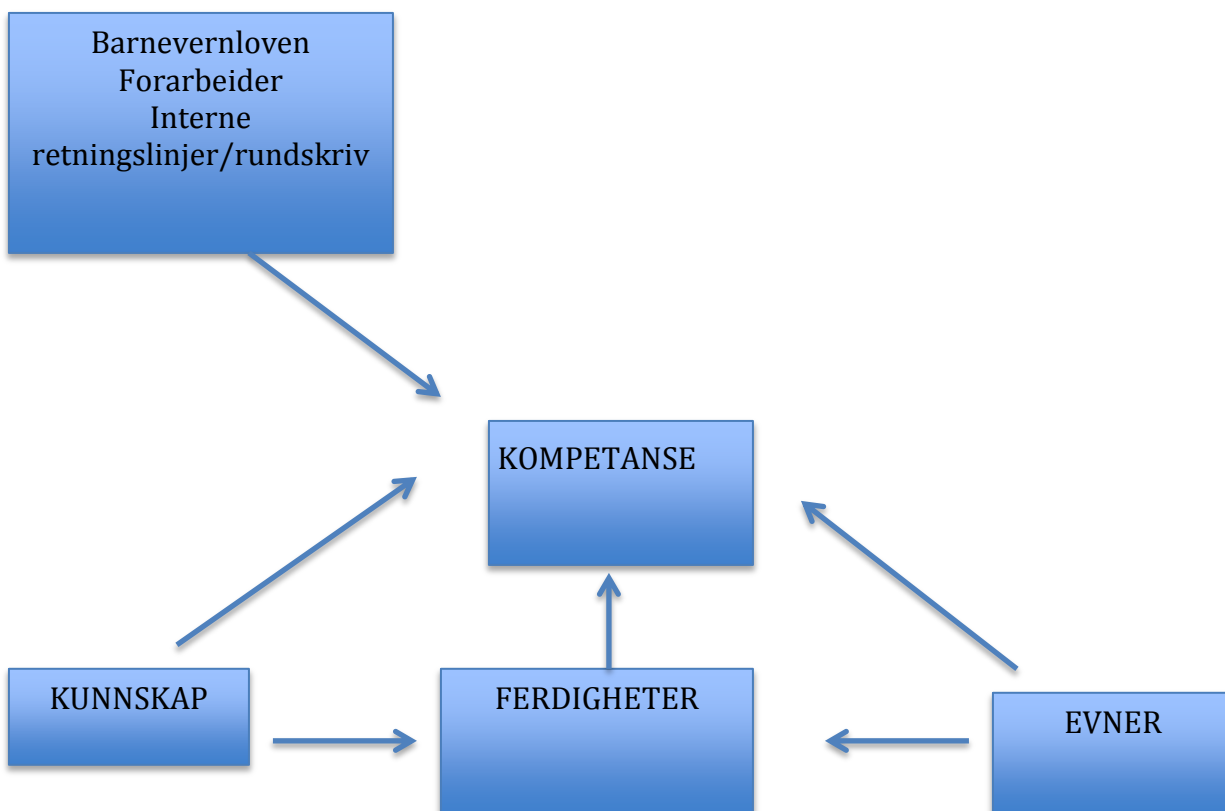 Barnevernloven
Forarbeider
Interne
retningslinjer/rundskriv
KOMPETANSE
KUNNSKAP
FERDIGHETER
EVNER